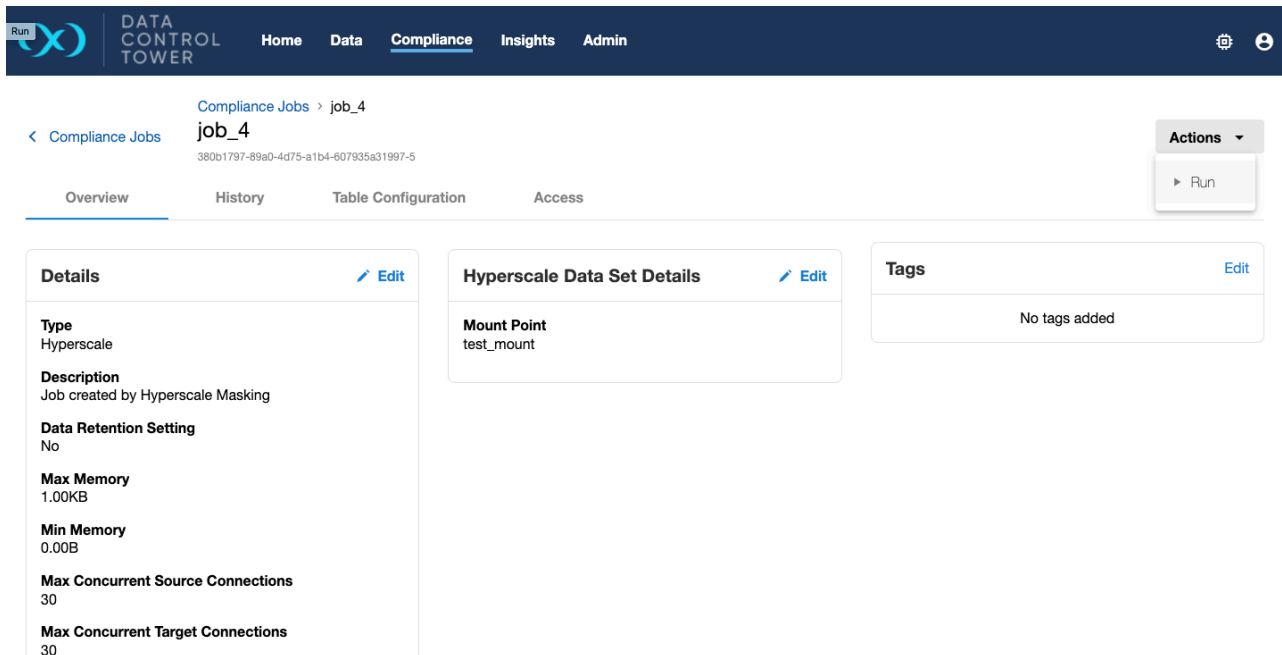 Run
DATA
CONTROL
TOWER
Home Data Compliance Insights Admin
Compliance Jobs > job_4
Compliance Jobs
job_4
380b1797-89a0-4d75-a1b4-607935a31997-5
Actions
Run
Overview History Table Configuration Access
Details Edit
Type
Hyperscale
Description
Job created by Hyperscale Masking
Data Retention Setting
No
Max Memory
1.00KB
Min Memory
0.00B
Max Concurrent Source Connections
30
Max Concurrent Target Connections
30
Hyperscale Data Set Details Edit
Mount Point
test_mount
Tags Edit
No tags added